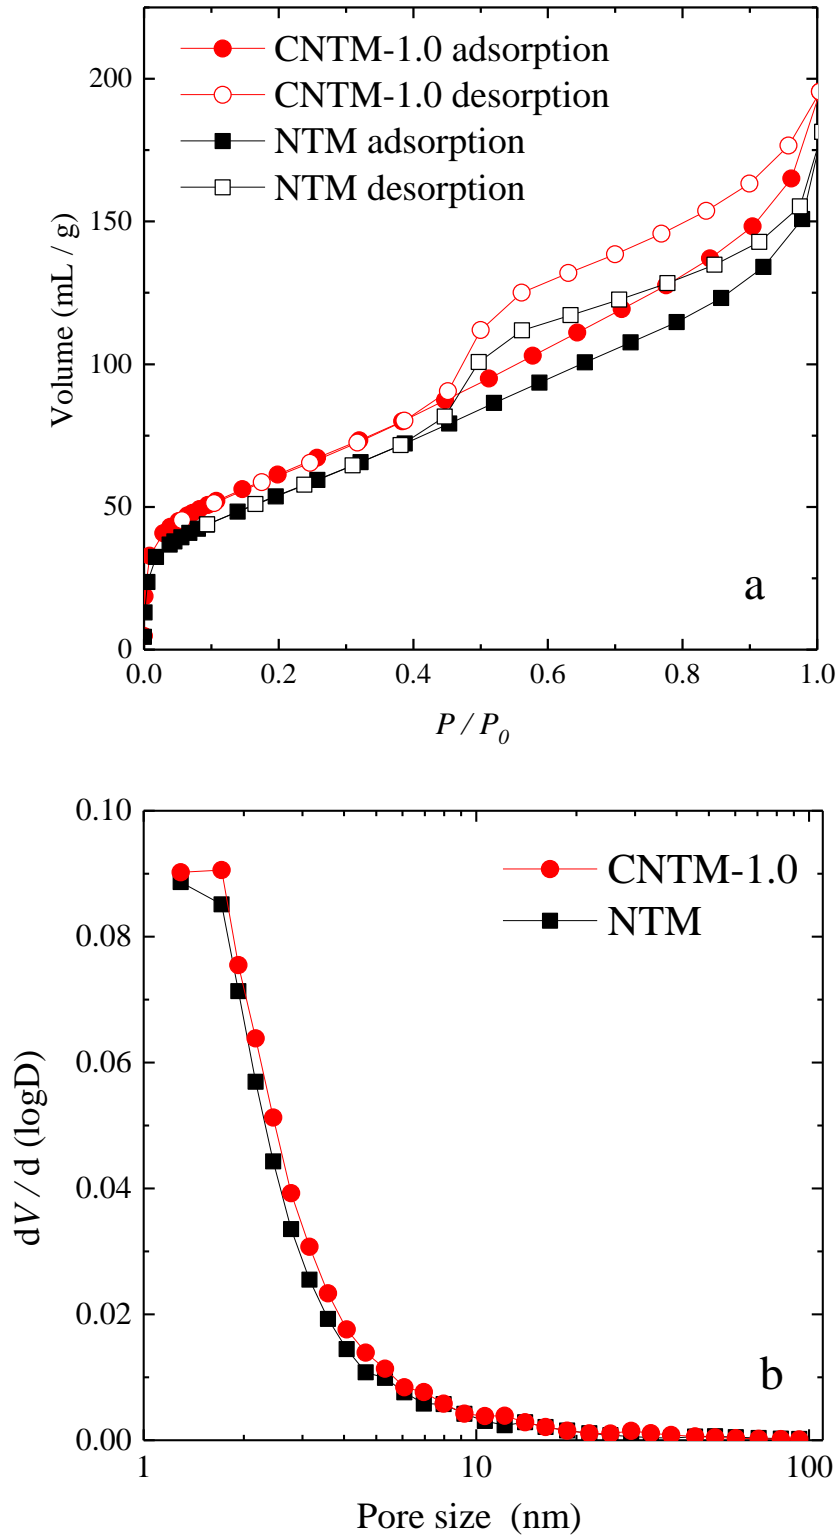 CNTM-1.0 adsorption
CNTM-1.0 desorption
NTM adsorption
NTM desorption
200
150
100
50
0
Volume (mL / g)
a
0.0 0.2 0.4 0.6 0.8 1.0
P / P0
0.10
0.08
0.06
0.04
0.02
0.00
dV / d (logD)
CNTM-1.0
NTM
b
1 10 100
Pore size (nm)